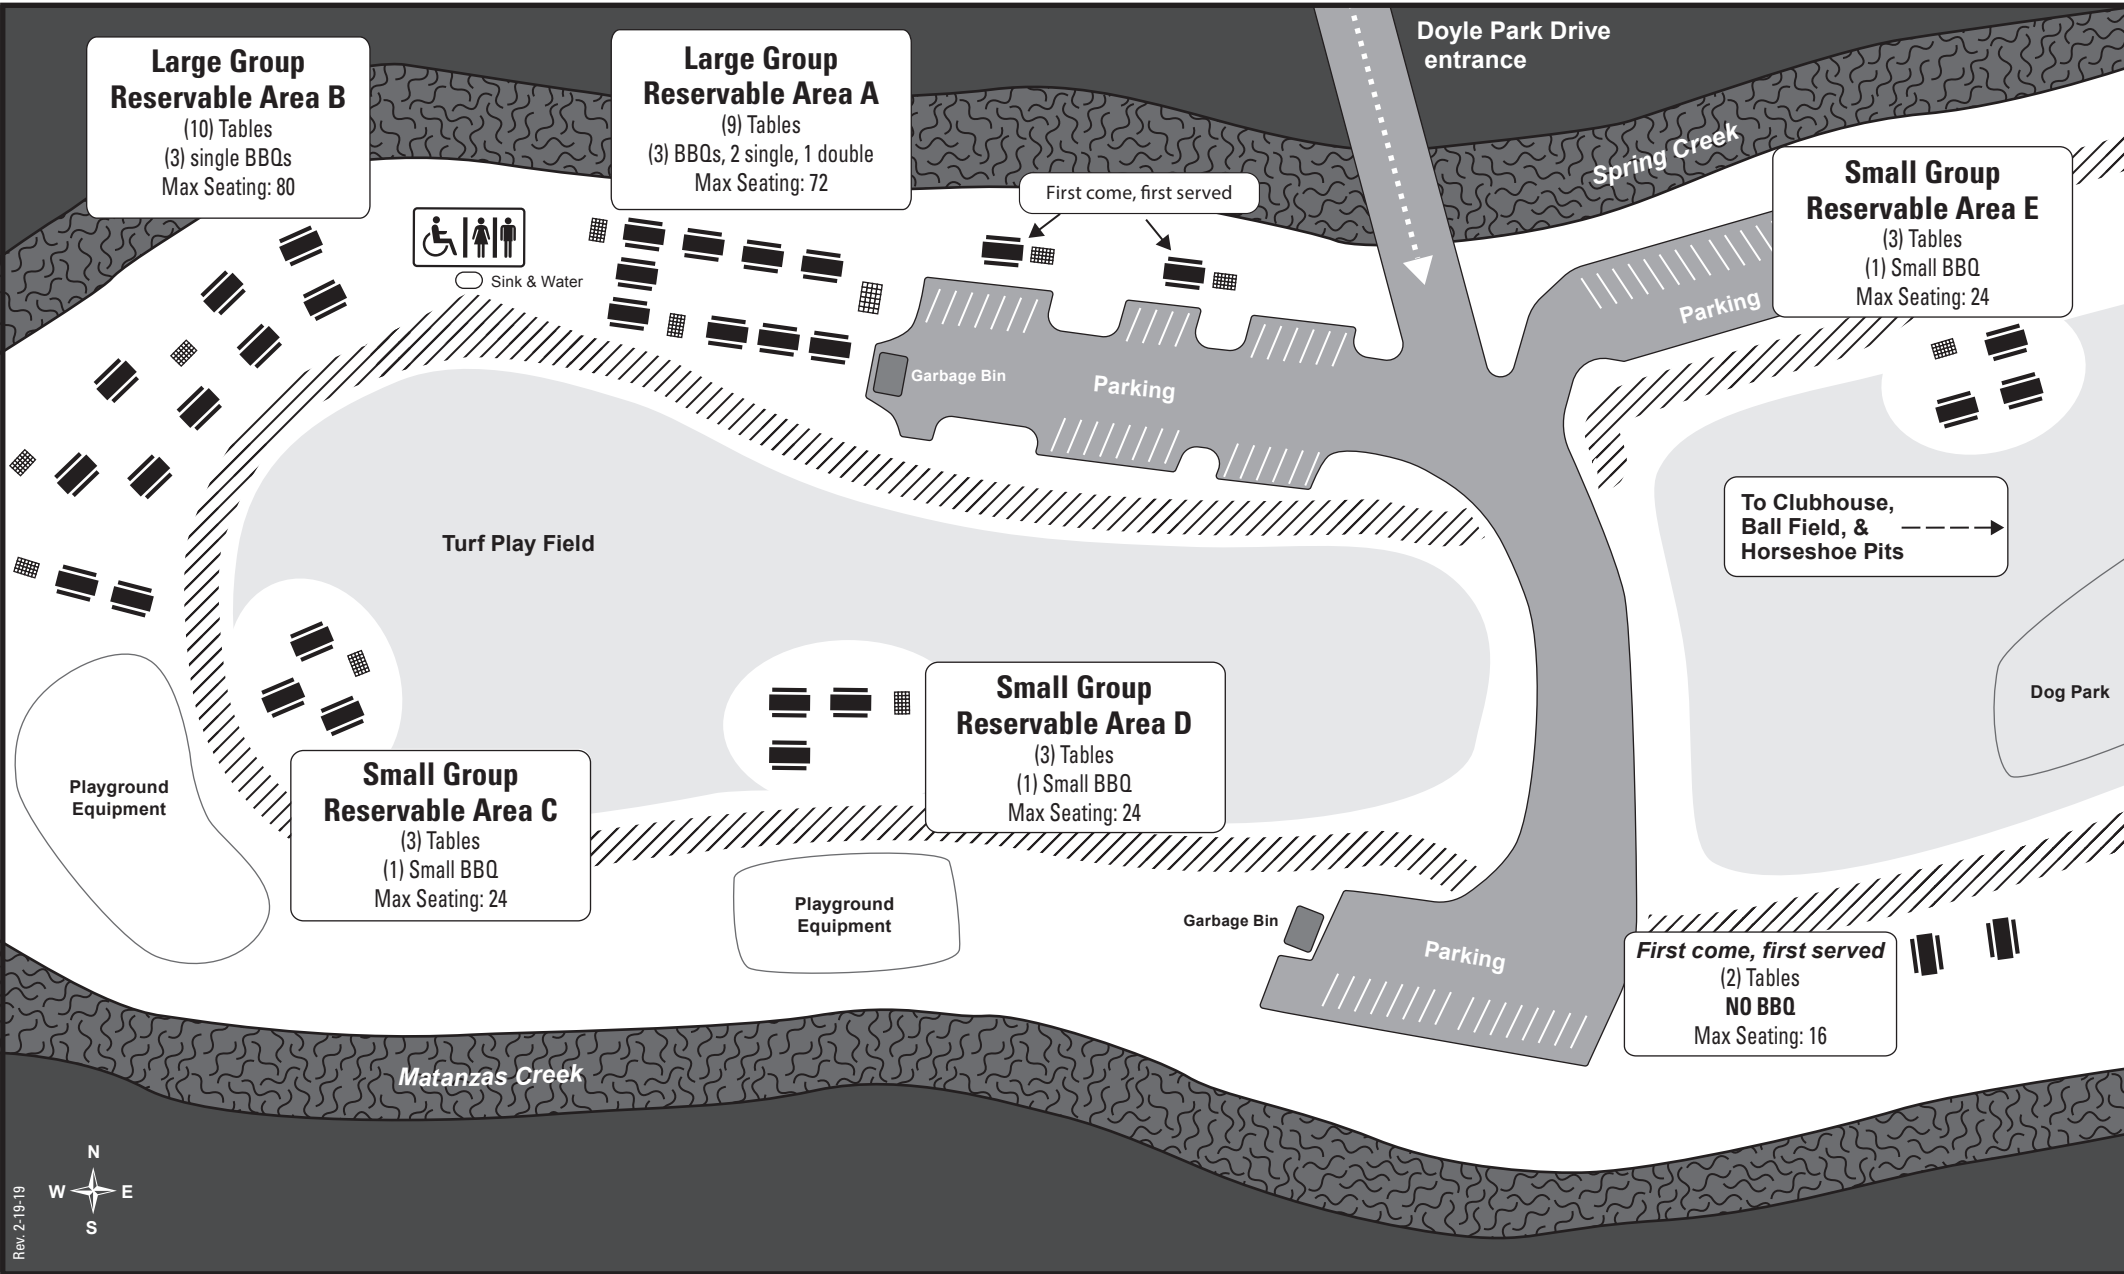 Doyle Park Drive
entrance
Large Group
Reservable Area B
(10) Tables
(3) single BBQs
Max Seating: 80
Large Group
Reservable Area A
(9) Tables
(3) BBQs, 2 single, 1 double
Max Seating: 72
First come, first served
Spring Creek
Small Group
Reservable Area E
(3) Tables
(1) Small BBQ
Max Seating: 24
Sink & Water
Parking
Garbage Bin
Parking
To Clubhouse,
Ball Field, &
Horseshoe Pits
Turf Play Field
Dog Park
Small Group
Reservable Area D
(3) Tables
(1) Small BBQ
Max Seating: 24
Playground
Equipment
Small Group
Reservable Area C
(3) Tables
(1) Small BBQ
Max Seating: 24
Playground
Equipment
Garbage Bin
Parking
First come, first served
(2) Tables
NO BBQ
Max Seating: 16
Matanzas Creek
N
W E
S
Rev. 2-19-19